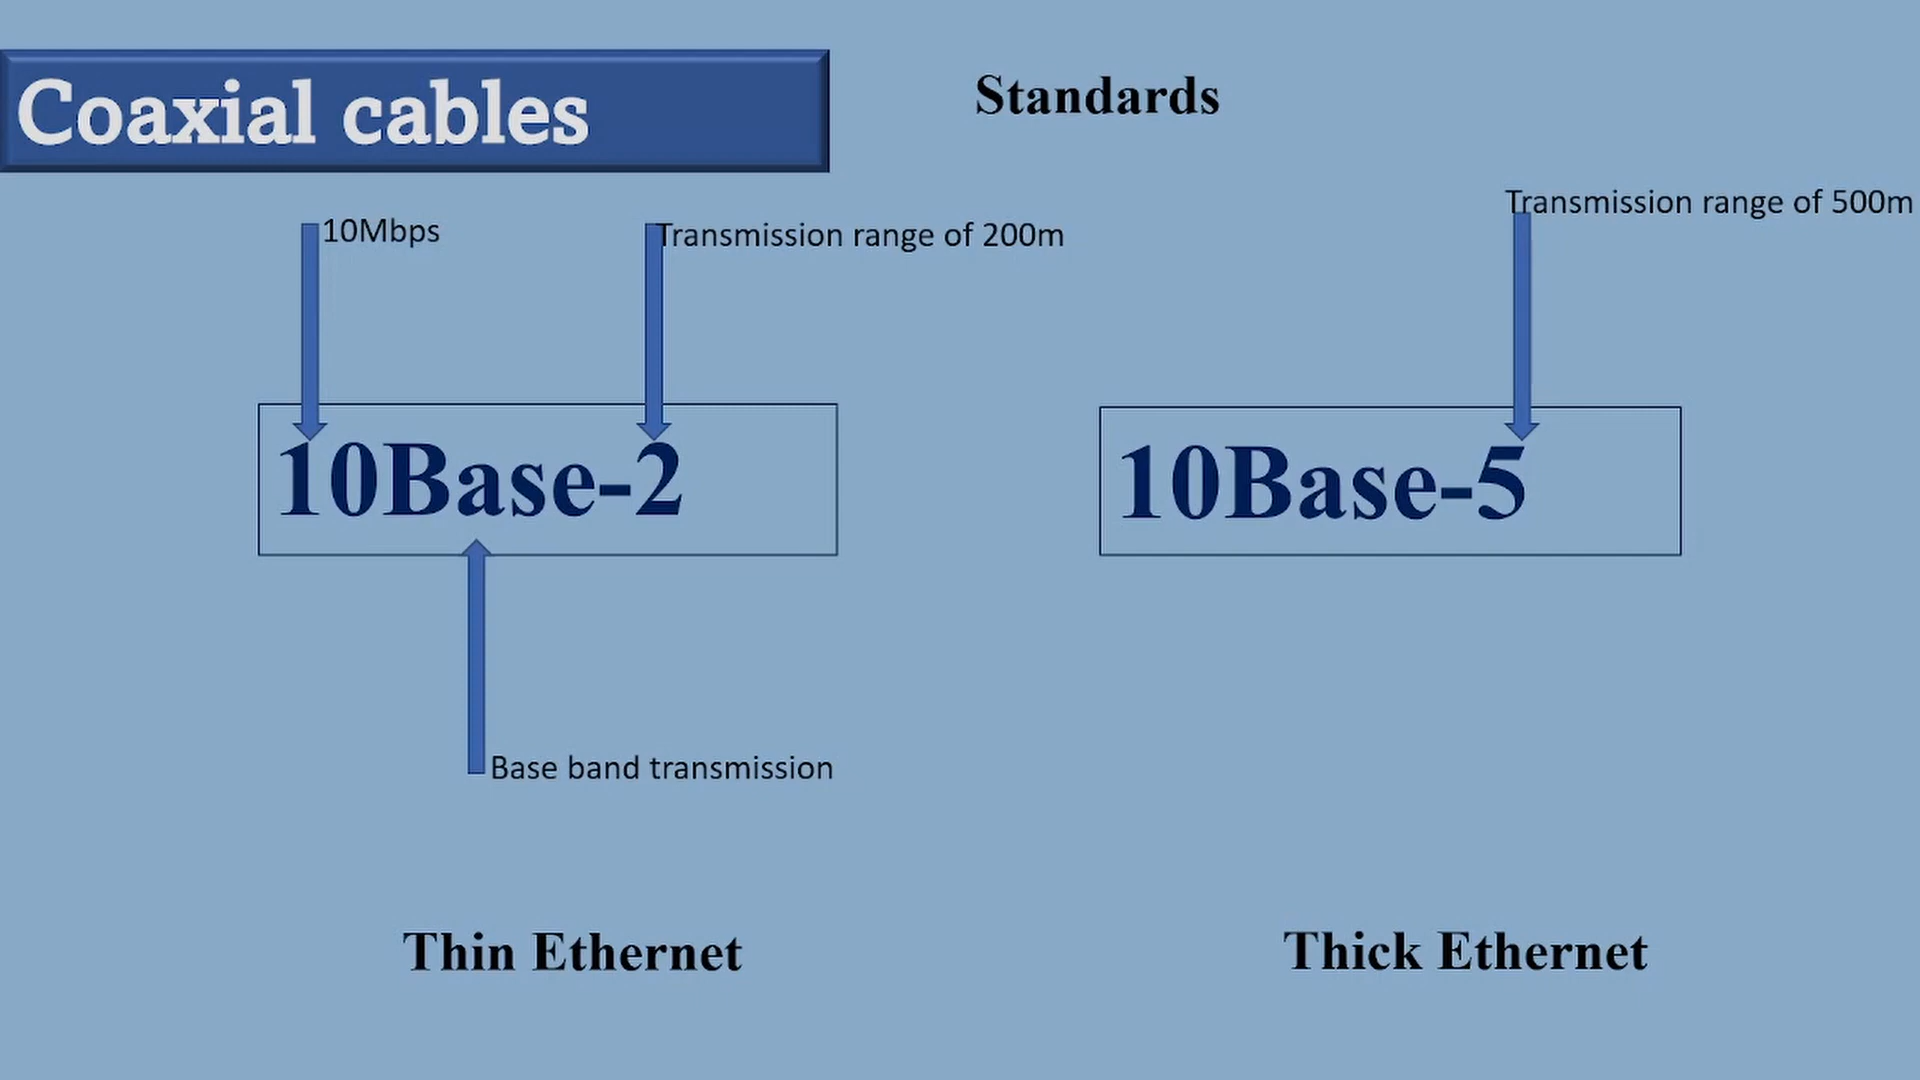 Coaxial cables
Standards
10Mbps
Transmission range of 200m
Transmission range of 500m
10Base-2
10Base-5
Base band transmission
Thin Ethernet
Thick Ethernet